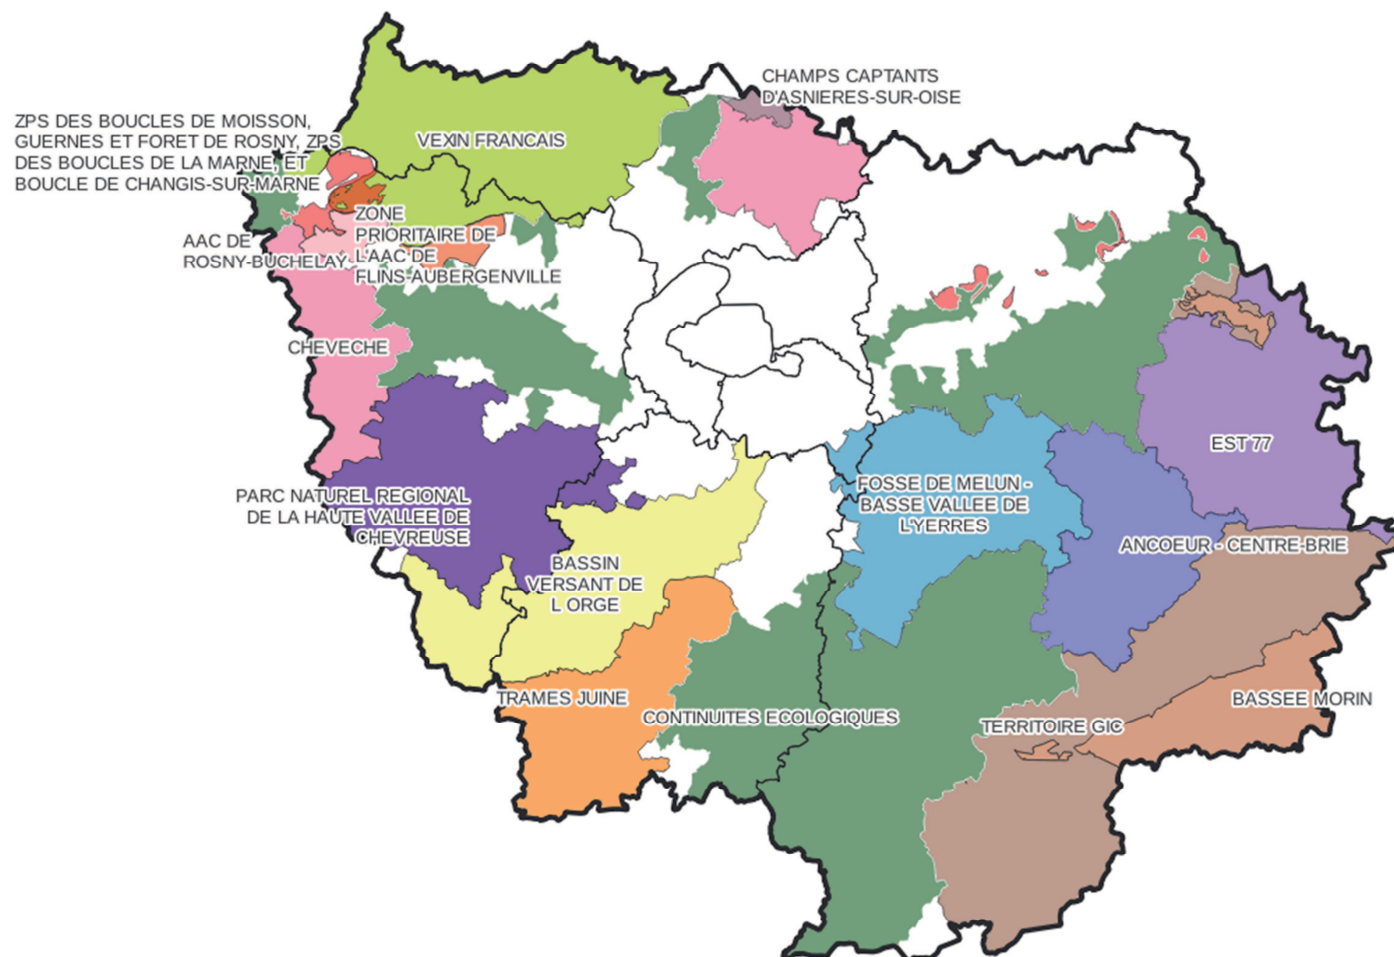 CHAMPS CAPTANTS
D'ASNIERES-SUR-OISE
ZPS DES BOUCLES DE MOISSON,
GUERNES ET FORET DE ROSNY, ZPS
DES BOUCLES DE LA MARNE, ET
BOUCLE DE CHANGIS-SUR-MARNE
VEXIN FRANCAIS
ZONE
PRIORITAIRE DE
L'AAC DE
FLINS-AUBERGENVILLE
AAC DE
ROSNY-BUCHELAY
CHEVECHE
EST 77
PARC NATUREL REGIONAL
DE LA HAUTE VALLEE DE
CHEVREUSE
FOSSE DE MELUN -
BASSE VALLEE DE
L'YERRES
ANCOEUR - CENTRE-BRIE
BASSIN
VERSANT DE
L ORGE
TRAMES JUINE
CONTINUITES ECOLOGIQUES
TERRITOIRE GIC
BASSEE MORIN